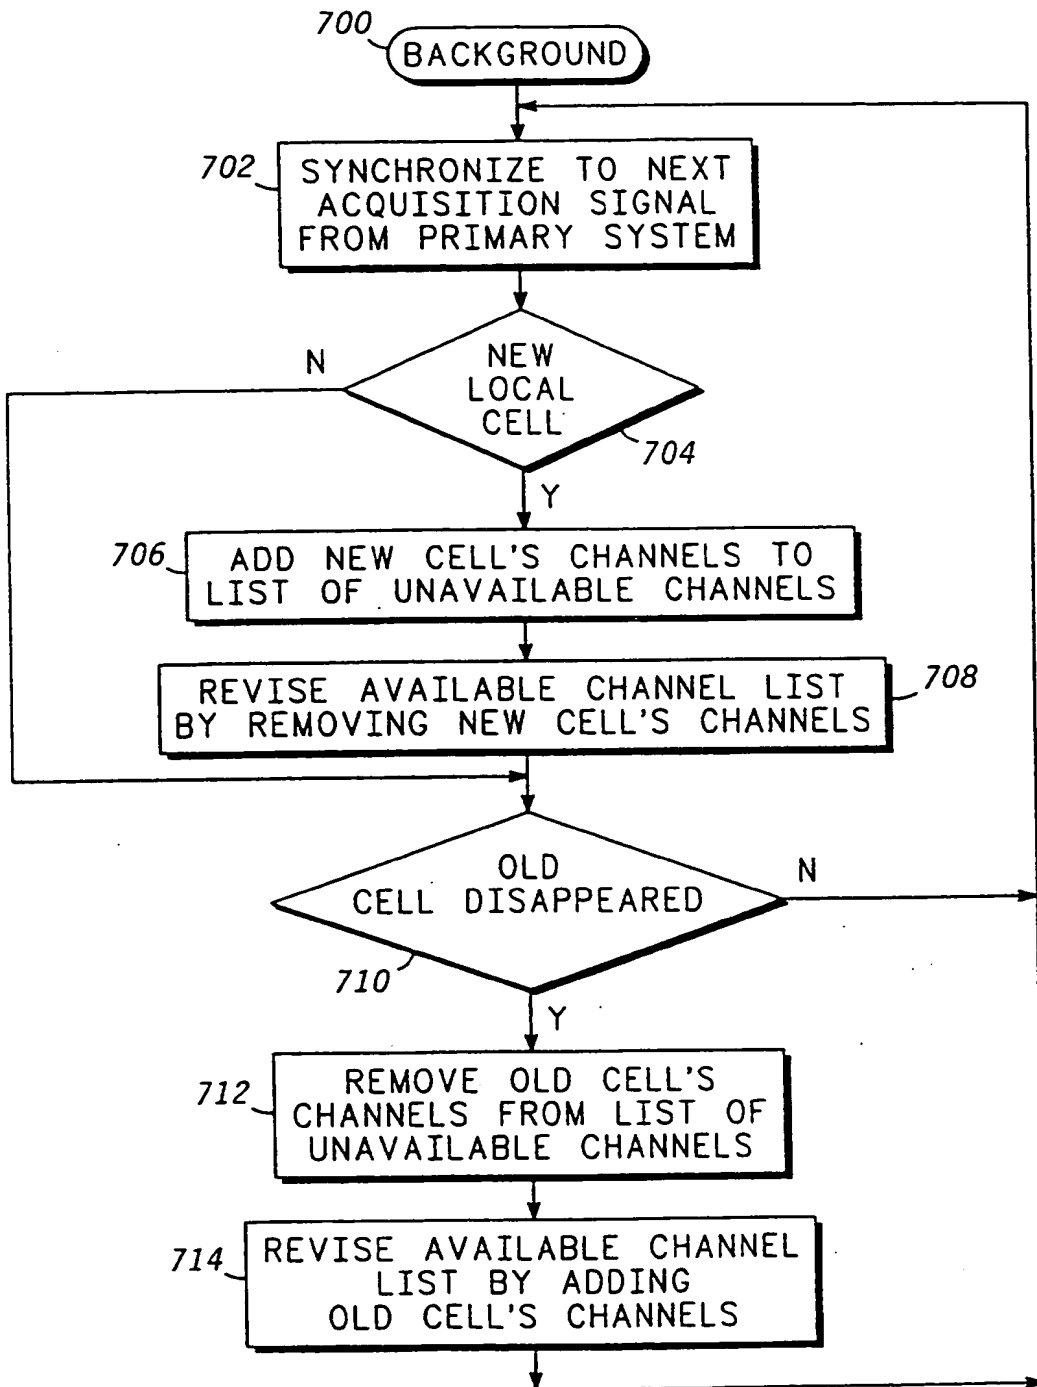 700
BACKGROUND
702
SYNCHRONIZE TO NEXT
ACQUISITION SIGNAL
FROM PRIMARY SYSTEM
N
NEW
LOCAL
CELL
704
Y
706
ADD NEW CELL'S CHANNELS TO
LIST OF UNAVAILABLE CHANNELS
REVISE AVAILABLE CHANNEL LIST
BY REMOVING NEW CELL'S CHANNELS
708
OLD
CELL DISAPPEARED
N
710
Y
712
REMOVE OLD CELL'S
CHANNELS FROM LIST OF
UNAVAILABLE CHANNELS
714
REVISE AVAILABLE CHANNEL
LIST BY ADDING
OLD CELL'S CHANNELS